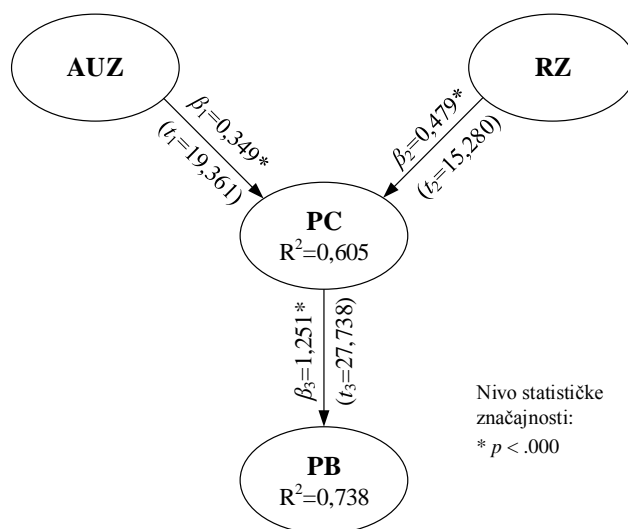 AUZ
RZ
β₁=0,349*
(t₁=19,361)
β₂=0,479*
(t₂=15,280)
PC
R²=0,605
β₃=1,251*
(t₃=27,738)
Nivo statističke
značajnosti:
* p < .000
PB
R²=0,738